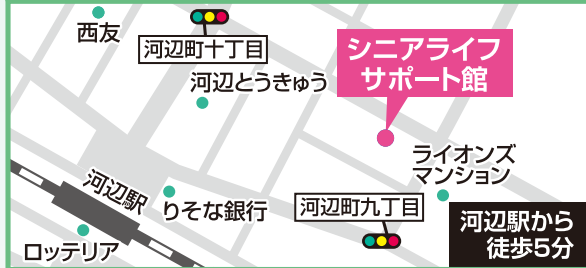 西友
河辺町十丁目
河辺とうきゅう
シニアライフ
サポート館
ライオンズ
マンション
河辺駅
りそな銀行
河辺町九丁目
ロッテリア
河辺駅から
徒歩5分